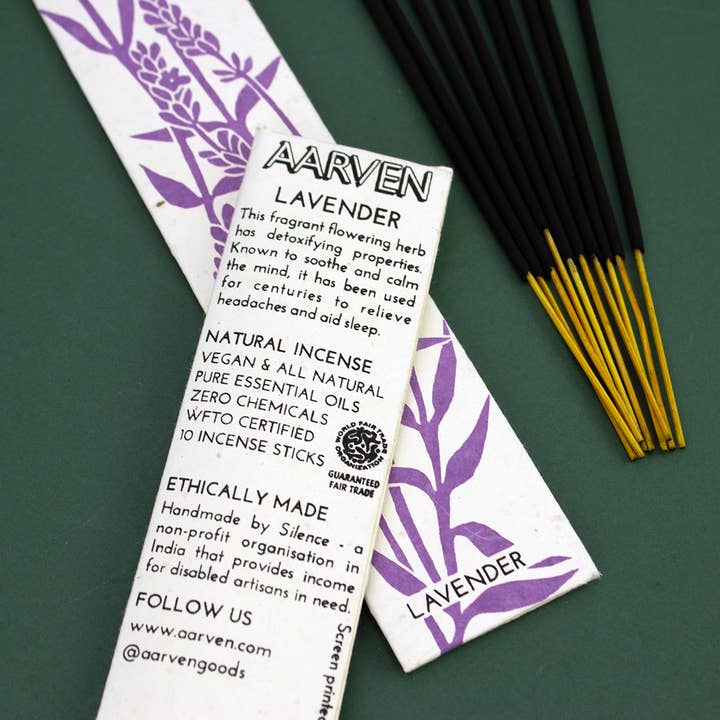 AARVEN
LAVENDER
This fragrant flowering herb
has detoxifying properties.
Known to soothe and calm
the mind, it has been used
for centuries to relieve
headaches and aid sleep.
NATURAL INCENSE
VEGAN & ALL NATURAL
PURE ESSENTIAL OILS
ZERO CHEMICALS
WFTO CERTIFIED
10 INCENSE STICKS
WORLD FAIR TRADE
ORGANIZATION
GUARANTEED
FAIR TRADE
ETHICALLY MADE
Handmade by Silence - a
non-profit organisation in
India that provides income
for disabled artisans in need.
FOLLOW US
www.aarven.com
@aarvengoods
Screen printed
LAVENDER